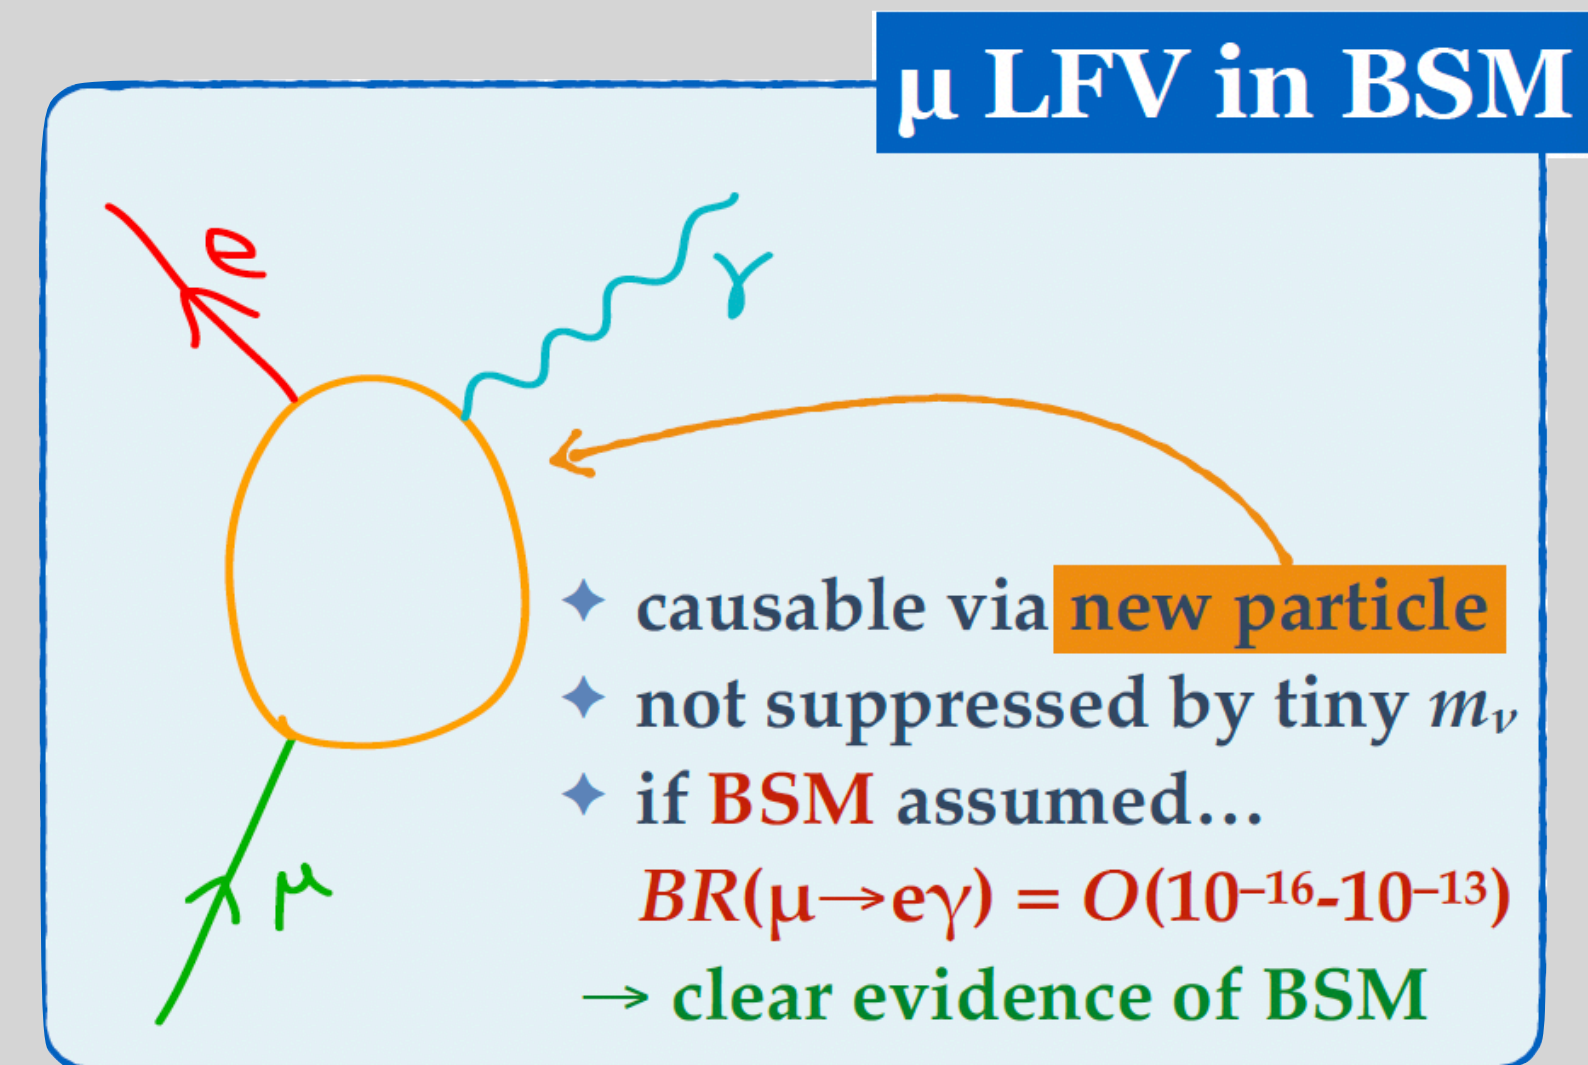 μ LFV in BSM
e
γ
✦ causable via new particle
✦ not suppressed by tiny mν
✦ if BSM assumed…
BR(μ→eγ) = O(10⁻¹⁶-10⁻¹³)
μ
→ clear evidence of BSM